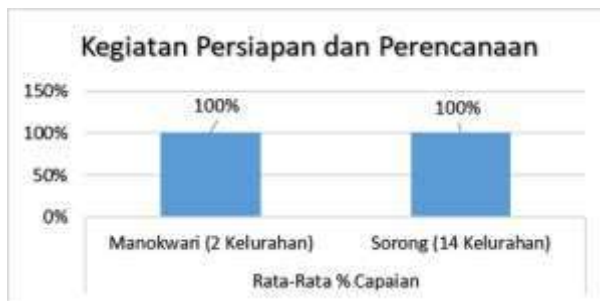 Kegiatan Persiapan dan Perencanaan
150%
100%
50%
0%
100%
100%
Manokwari (2 Kelurahan)
Sorong (14 Kelurahan)
Rata-Rata % Capaian